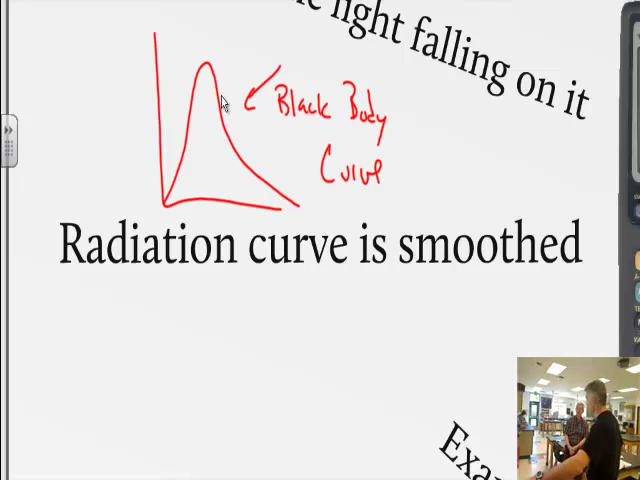 light falling on it
Black Body
Curve
Radiation curve is smoothed
Exa